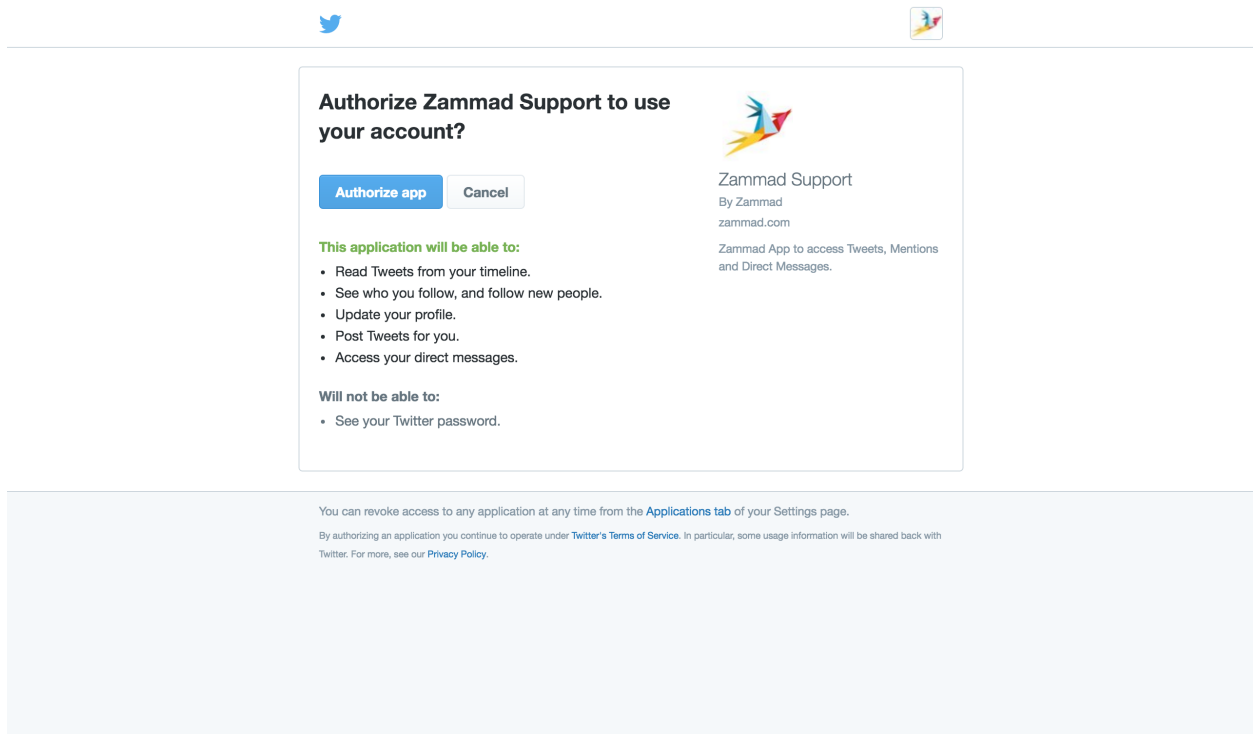 Authorize Zammad Support to use
your account?
Authorize app
Cancel
This application will be able to:
• Read Tweets from your timeline.
• See who you follow, and follow new people.
• Update your profile.
• Post Tweets for you.
• Access your direct messages.
Will not be able to:
• See your Twitter password.
Zammad Support
By Zammad
zammad.com
Zammad App to access Tweets, Mentions
and Direct Messages.
You can revoke access to any application at any time from the Applications tab of your Settings page.
By authorizing an application you continue to operate under Twitter's Terms of Service. In particular, some usage information will be shared back with
Twitter. For more, see our Privacy Policy.